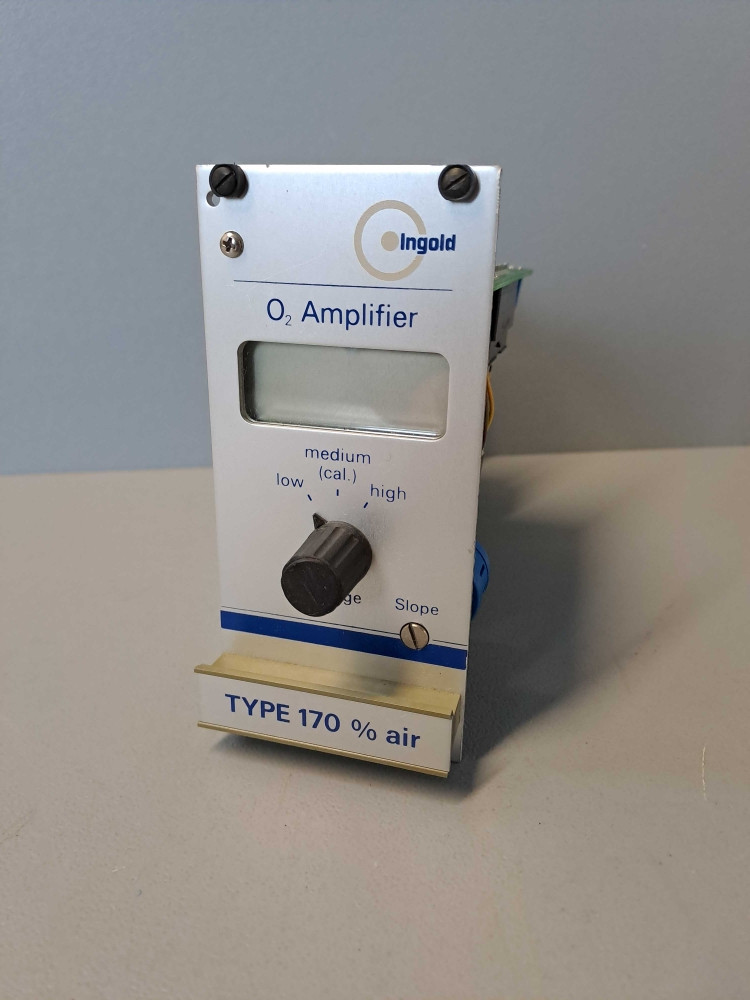 Ingold
O₂ Amplifier
medium
(cal.)
low
high
Slope
TYPE 170 % air